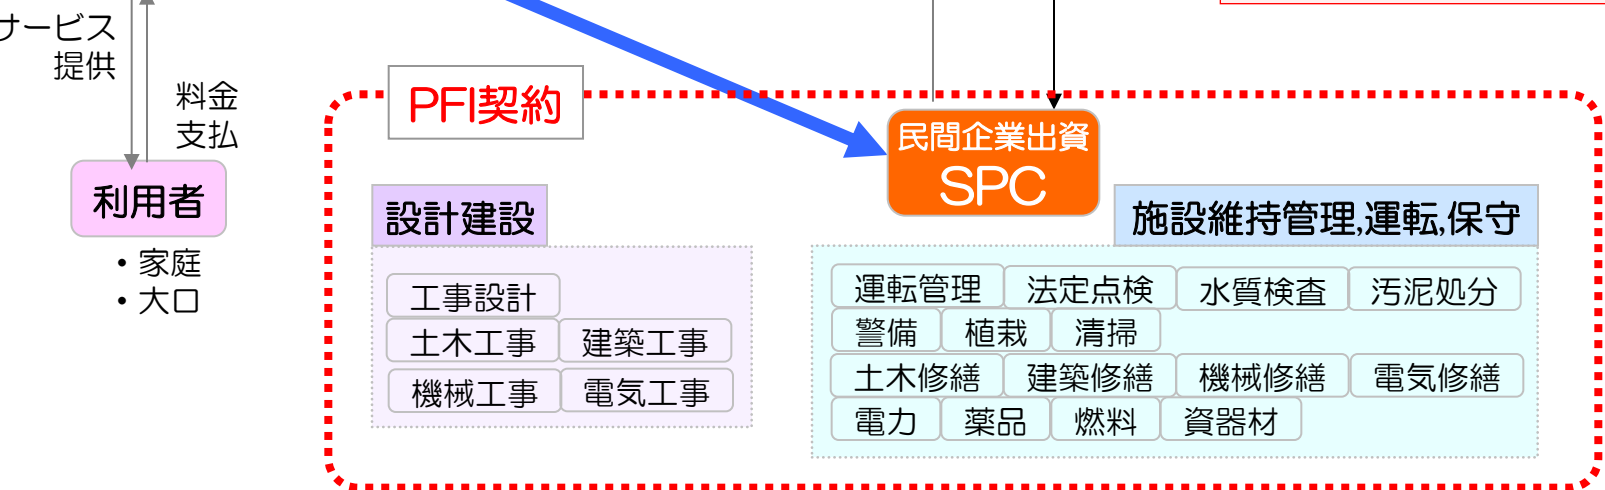 サービス
提供
料金
支払
利用者
・家庭
・大口
PFI契約
民間企業出資
SPC
設計建設
工事設計
土木工事 建築工事
機械工事 電気工事
施設維持管理,運転,保守
運転管理 法定点検 水質検査 汚泥処分
警備 植栽 清掃
土木修繕 建築修繕 機械修繕 電気修繕
電力 薬品 燃料 資器材